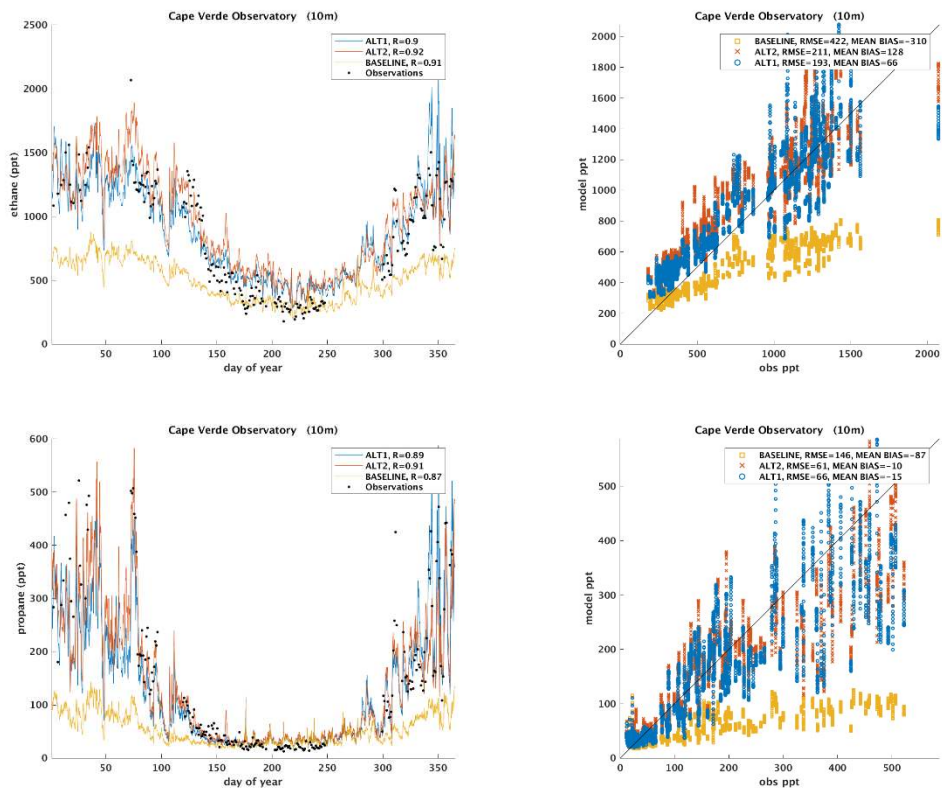 Cape Verde Observatory (10m)
ethane (ppt)
2500
2000
1500
1000
500
0
ALT1, R=0.9
ALT2, R=0.92
BASELINE, R=0.91
Observations
50 100 150 200 250 300 350
day of year
Cape Verde Observatory (10m)
model ppt
2000
1800
1600
1400
1200
1000
800
600
400
200
0
BASELINE, RMSE=422, MEAN BIAS=-310
ALT2, RMSE=211, MEAN BIAS=128
ALT1, RMSE=193, MEAN BIAS=66
0 500 1000 1500 2000
obs ppt
Cape Verde Observatory (10m)
propane (ppt)
600
500
400
300
200
100
0
ALT1, R=0.89
ALT2, R=0.91
BASELINE, R=0.87
Observations
50 100 150 200 250 300 350
day of year
Cape Verde Observatory (10m)
model ppt
500
400
300
200
100
0
BASELINE, RMSE=146, MEAN BIAS=-87
ALT2, RMSE=61, MEAN BIAS=-10
ALT1, RMSE=66, MEAN BIAS=-15
0 100 200 300 400 500
obs ppt